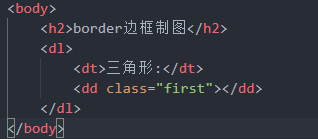 <body>
<h2>border边框制图</h2>
<dl>
<dt>三角形:</dt>
<dd class="first"></dd>
</dl>
</body>